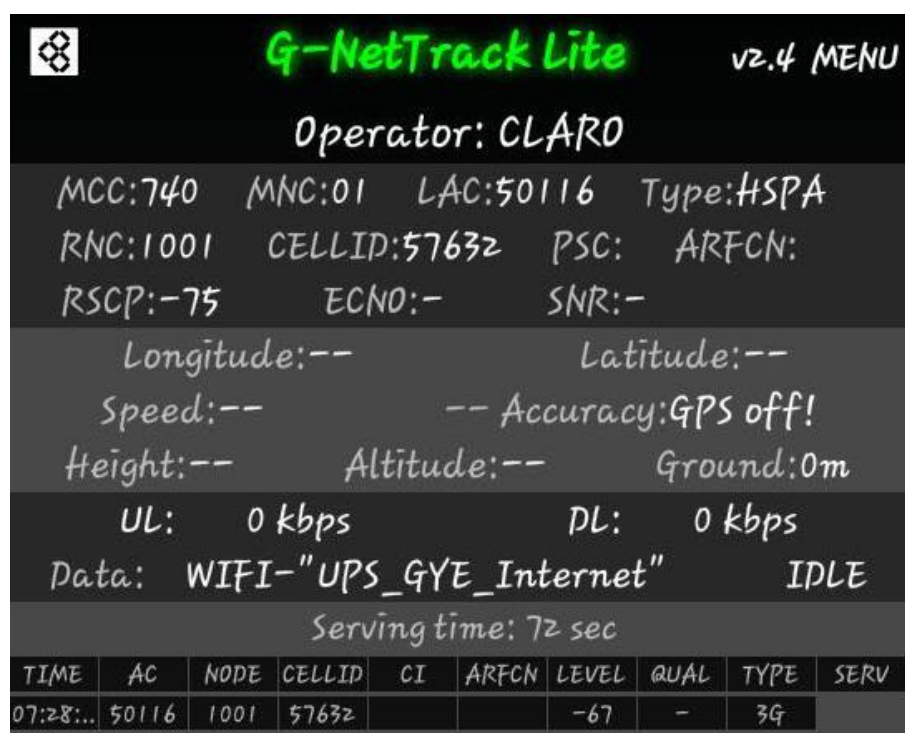 G-NetTrack Lite v2.4 MENU
Operator: CLARO
MCC:740 MNC:01 LAC:50116 Type:HSPA
RNC:1001 CELLID:57632 PSC: ARFCN:
RSCP:-75 ECNO:- SNR:-
Longitude:-- Latitude:--
Speed:-- -- Accuracy:GPS off!
Height:-- Altitude:-- Ground:0m
UL: 0 kbps DL: 0 kbps
Data: WIFI-"UPS_GYE_Internet" IDLE
Serving time: 72 sec
TIME AC NODE CELLID CI ARFCN LEVEL QUAL TYPE SERV
07:28:.. 50116 1001 57632 -67 - 3G